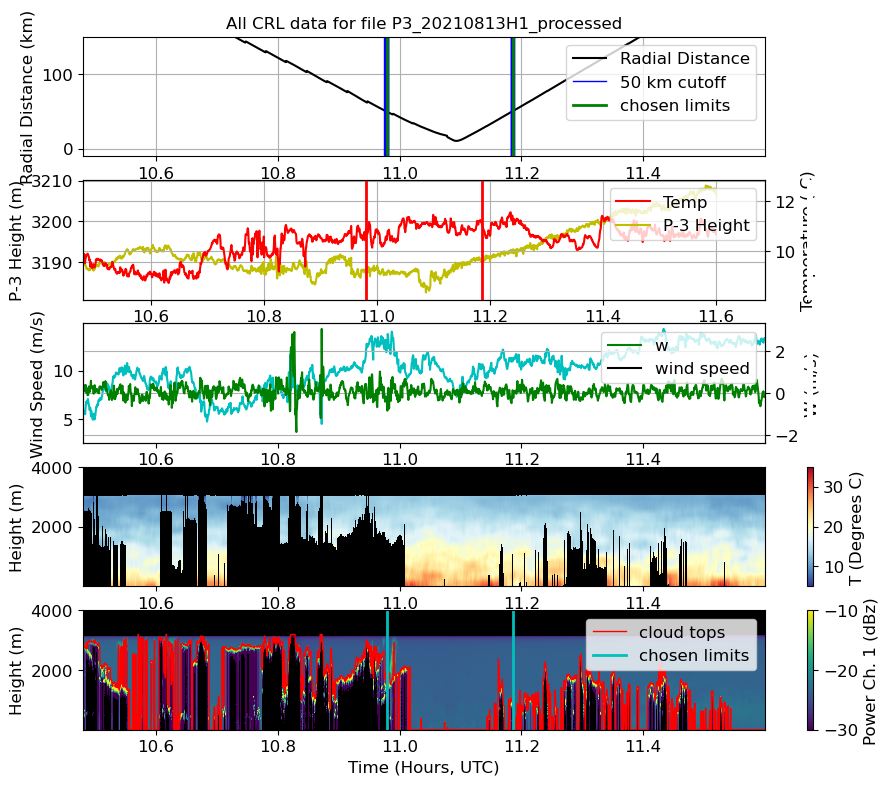 All CRL data for file P3_20210813H1_processed
Radial Distance (km)
100
0
Radial Distance
50 km cutoff
chosen limits
10.6 10.8 11.0 11.2 11.4
P-3 Height (m)
3210
3200
3190
Temp
P-3 Height
12
10
Temperature ( C)
10.6 10.8 11.0 11.2 11.4 11.6
Wind Speed (m/s)
10
5
w
wind speed
2
0
−2
10.6 10.8 11.0 11.2 11.4
Height (m)
4000
2000
30
20
10
T (Degrees C)
10.6 10.8 11.0 11.2 11.4
Height (m)
4000
2000
cloud tops
chosen limits
−10
−20
−30
Power Ch. 1 (dBz)
10.6 10.8 11.0 11.2 11.4
Time (Hours, UTC)